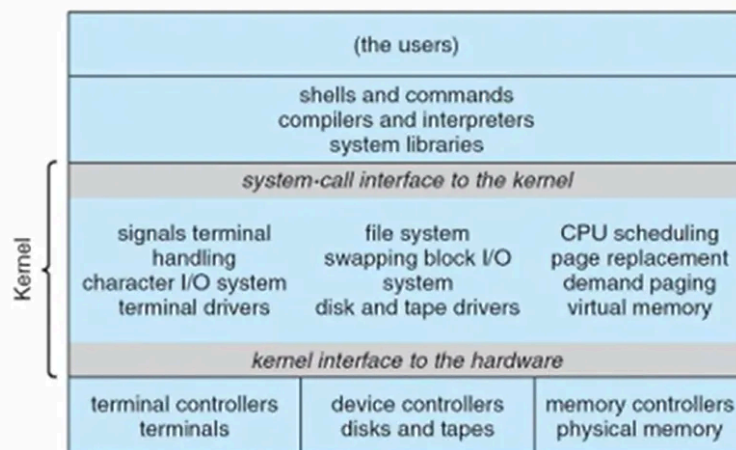 (the users)
shells and commands
compilers and interpreters
system libraries
Kernel
system-call interface to the kernel
signals terminal
handling
character I/O system
terminal drivers
file system
swapping block I/O
system
disk and tape drivers
CPU scheduling
page replacement
demand paging
virtual memory
kernel interface to the hardware
terminal controllers
terminals
device controllers
disks and tapes
memory controllers
physical memory